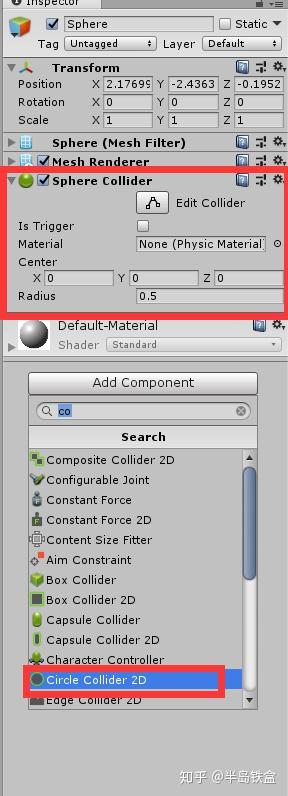 Inspector
Sphere
Static
Tag Untagged Layer Default
Transform
Position X 2.17699 Y -2.4363 Z -0.1952
Rotation X 0 Y 0 Z 0
Scale X 1 Y 1 Z 1
Sphere (Mesh Filter)
Mesh Renderer
Sphere Collider
Edit Collider
Is Trigger
Material None (Physic Material)
Center
X 0 Y 0 Z 0
Radius 0.5
Default-Material
Shader Standard
Add Component
co
Search
Composite Collider 2D
Configurable Joint
Constant Force
Constant Force 2D
Content Size Fitter
Aim Constraint
Box Collider
Box Collider 2D
Capsule Collider
Capsule Collider 2D
Character Controller
Circle Collider 2D
Edge Collider 2D
知乎 @半岛铁盒